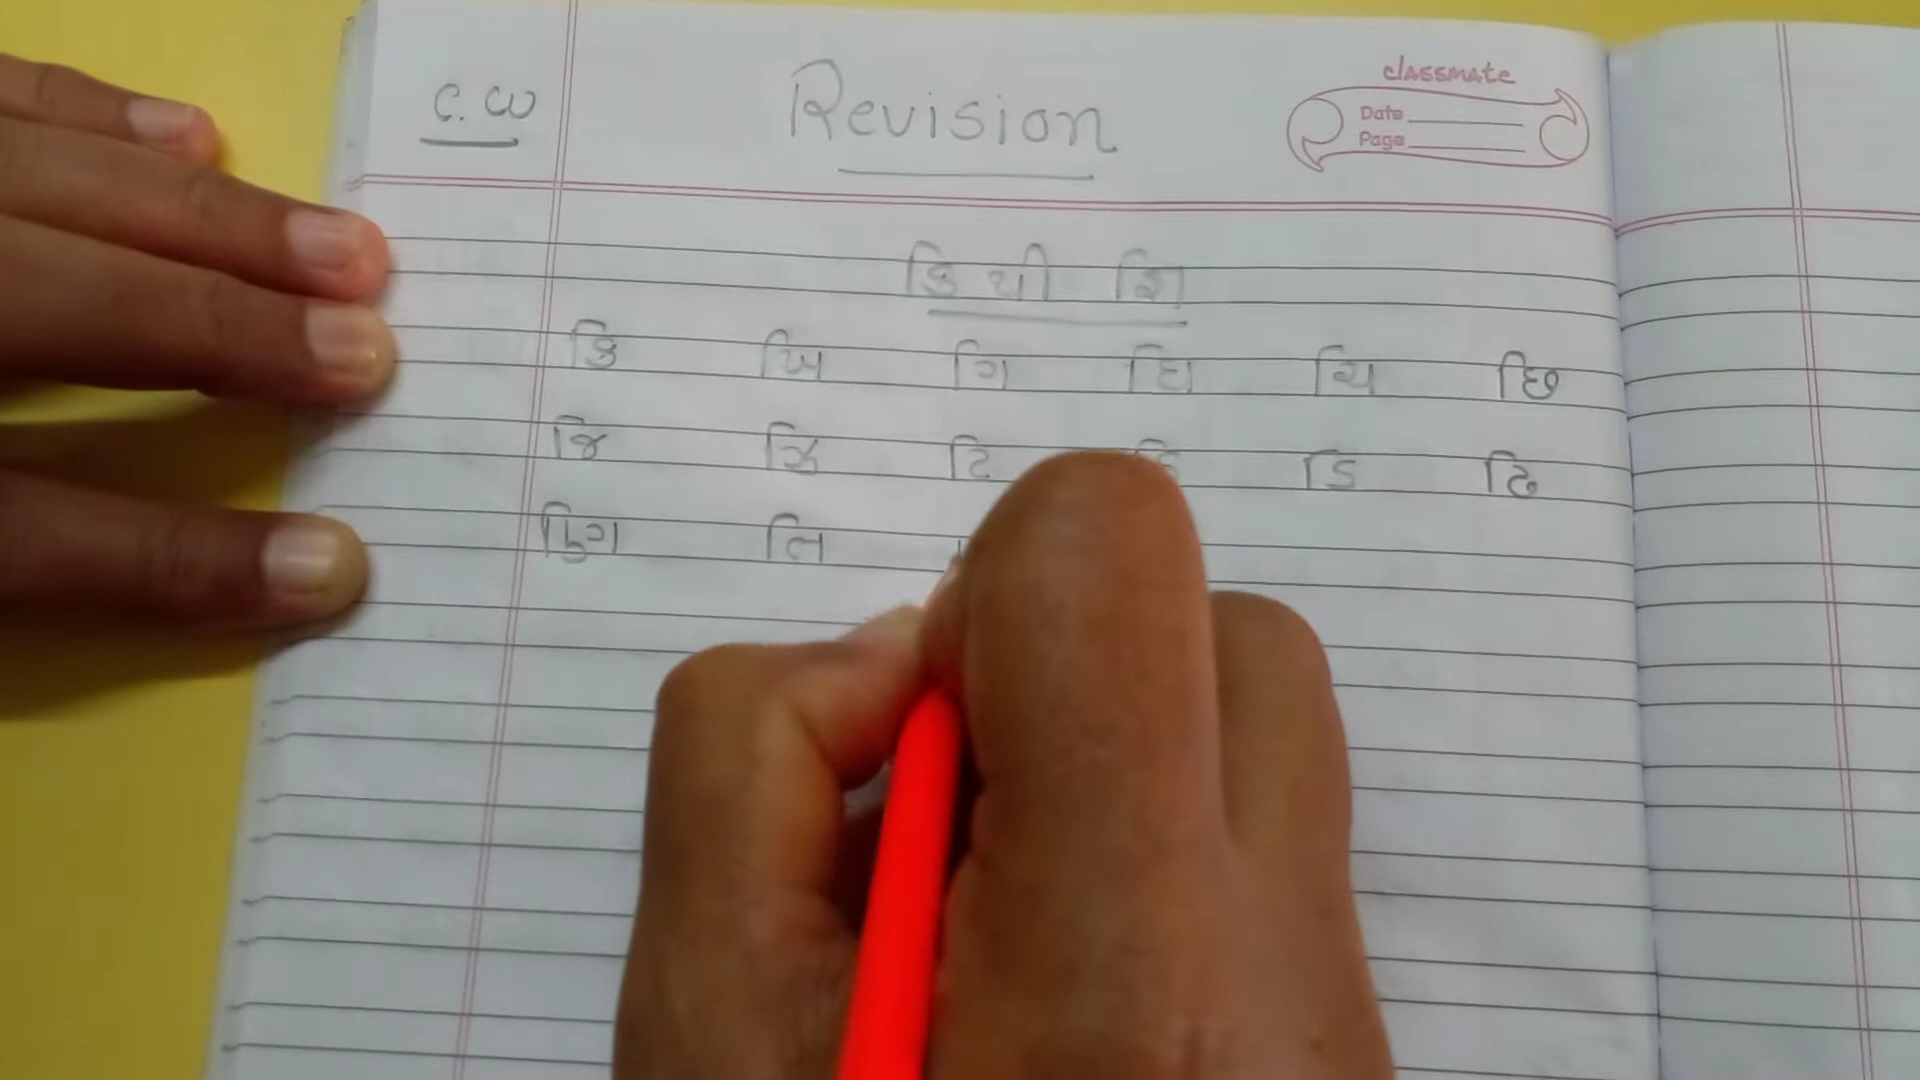 C.W Revision classmate
Date
Page
કિ થી જ્ઞિ
કિ ખિ ગિ ઘિ ચિ છિ
જિ ઝિ ટિ ડિ ઢિ
ણિ તિ